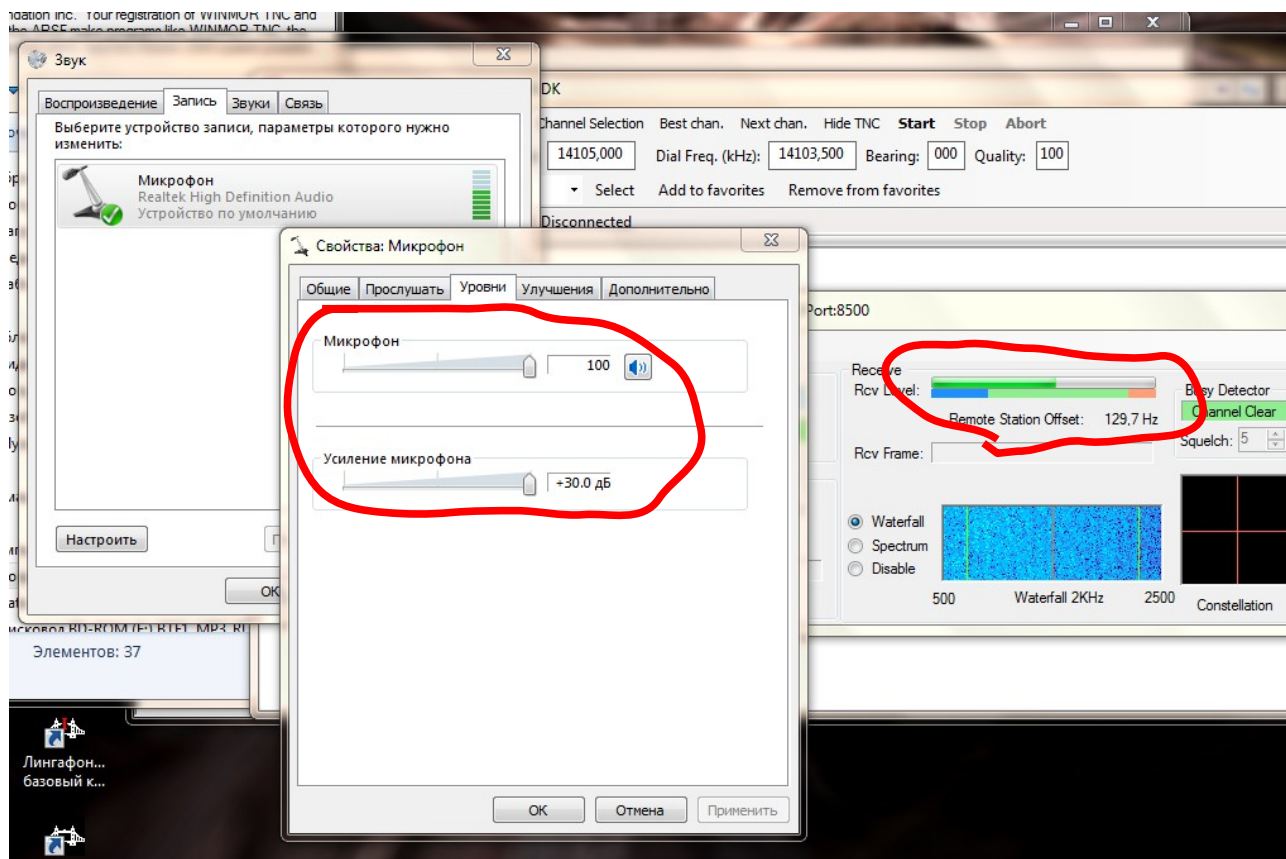 ndation Inc. Your registration of WINMOR TNC and
the ARSF make programs like WINMOR TNC, the
Звук
Воспроизведение Запись Звуки Связь
Выберите устройство записи, параметры которого нужно
изменить:
Микрофон
Realtek High Definition Audio
Устройство по умолчанию
Настроить
ОК
Элементов: 37
DK
Channel Selection Best chan. Next chan. Hide TNC Start Stop Abort
14105,000 Dial Freq. (kHz): 14103,500 Bearing: 000 Quality: 100
Select Add to favorites Remove from favorites
Disconnected
Свойства: Микрофон
Общие Прослушать Уровни Улучшения Дополнительно
Микрофон
100
Усиление микрофона
+30.0 дБ
ОК Отмена Применить
Port:8500
Receive
Rcv Level:
Remote Station Offset: 129,7 Hz
Rcv Frame:
Busy Detector
Channel Clear
Squelch: 5
Waterfall
Spectrum
Disable
500 Waterfall 2KHz 2500
Constellation
Лингафон...
базовый к...